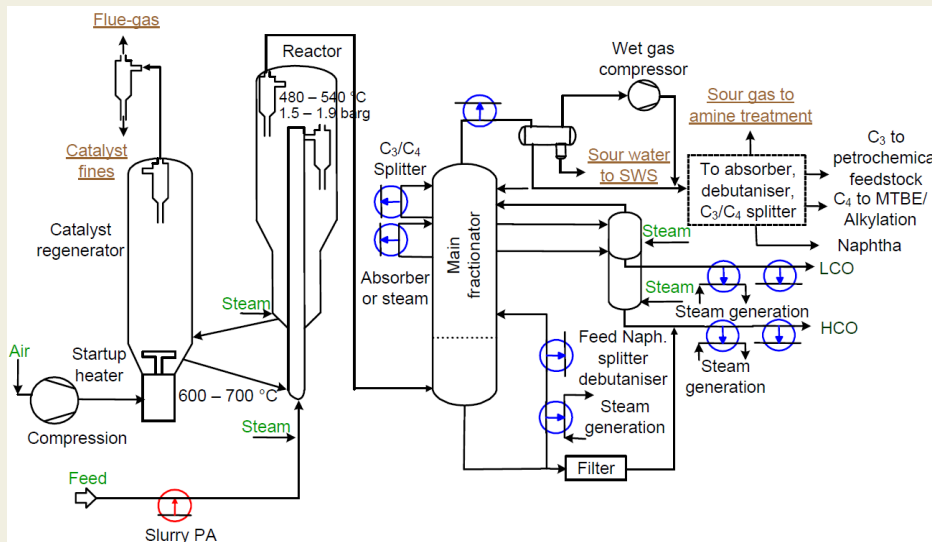 Flue-gas
Catalyst
fines
Catalyst
regenerator
Air
Startup
heater
600 – 700 °C
Compression
Feed
Slurry PA
Reactor
480 – 540 °C
1.5 – 1.9 barg
Steam
Steam
C3/C4
Splitter
Absorber
or steam
Main
fractionator
Wet gas
compressor
Sour water
to SWS
Sour gas to
amine treatment
To absorber,
debutaniser,
C3/C4 splitter
C3 to
petrochemical
feedstock
C4 to MTBE/
Alkylation
Naphtha
Steam
LCO
Steam
Steam generation
HCO
Steam
generation
Feed Naph.
splitter
debutaniser
Steam
generation
Filter